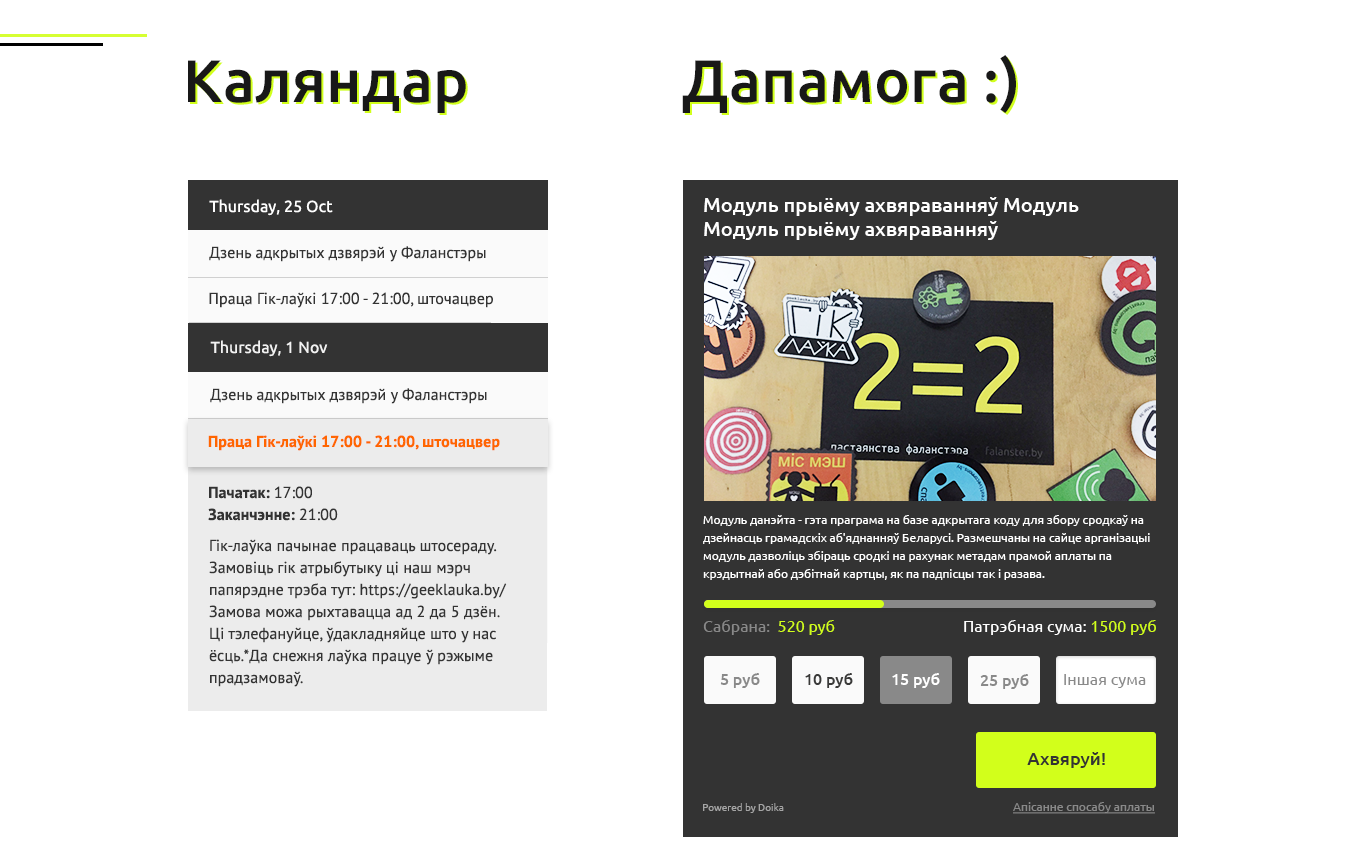 Каляндар
Thursday, 25 Oct
Дзень адкрытых дзвярэй у Фаланстэры
Праца Гік-лаўкі 17:00 - 21:00, шточацвер
Thursday, 1 Nov
Дзень адкрытых дзвярэй у Фаланстэры
Праца Гік-лаўкі 17:00 - 21:00, шточацвер
Пачатак: 17:00
Заканчэнне: 21:00
Гік-лаўка пачынае працаваць штосераду.
Замовіць гік атрыбутыку ці наш мэрч
папярэдне трэба тут: https://geeklauka.by/
Замова можа рыхтавацца ад 2 да 5 дзён.
Ці тэлефануйце, ўдакладняйце што у нас
ёсць.*Да снежня лаўка працуе ў рэжыме
прадзамоваў.
Дапамога :)
Модуль прыёму ахвяраванняў Модуль
Модуль прыёму ахвяраванняў
ГІК
ЛАЎКА
2=2
пастаянства фаланстэра falanster.by
МІС МЭШ
Модуль данэйта - гэта праграма на базе адкрытага коду для збору сродкаў на
дзейнасць грамадскіх аб'яднанняў Беларусі. Размешчаны на сайце арганізацыі
модуль дазволіць збіраць сродкі на рахунак метадам прамой аплаты па
крэдытнай або дэбітнай картцы, як па падпісцы так і разава.
Сабрана: 520 руб Патрэбная сума: 1500 руб
5 руб 10 руб 15 руб 25 руб Іншая сума
Ахвяруй!
Powered by Doika Апісанне спосабу аплаты